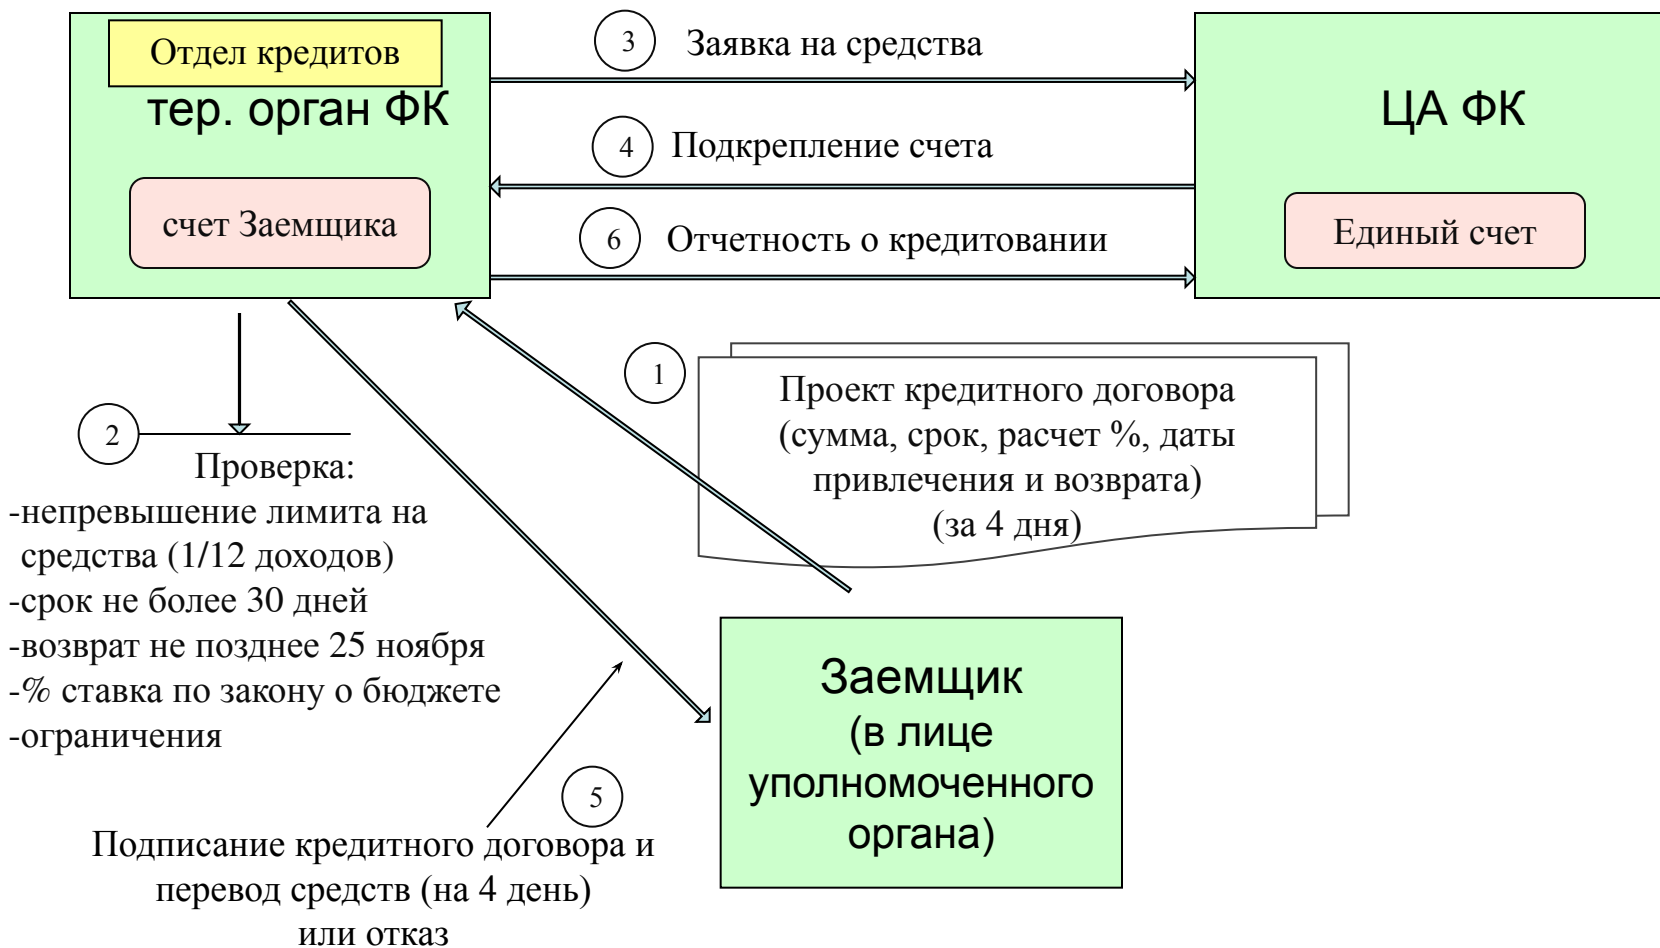 Отдел кредитов
тер. орган ФК
счет Заемщика
3
Заявка на средства
4
Подкрепление счета
6
Отчетность о кредитовании
ЦА ФК
Единый счет
1
Проект кредитного договора
(сумма, срок, расчет %, даты
привлечения и возврата)
(за 4 дня)
2
Проверка:
-непревышение лимита на
средства (1/12 доходов)
-срок не более 30 дней
-возврат не позднее 25 ноября
-% ставка по закону о бюджете
-ограничения
Заемщик
(в лице
уполномоченного
органа)
5
Подписание кредитного договора и
перевод средств (на 4 день)
или отказ